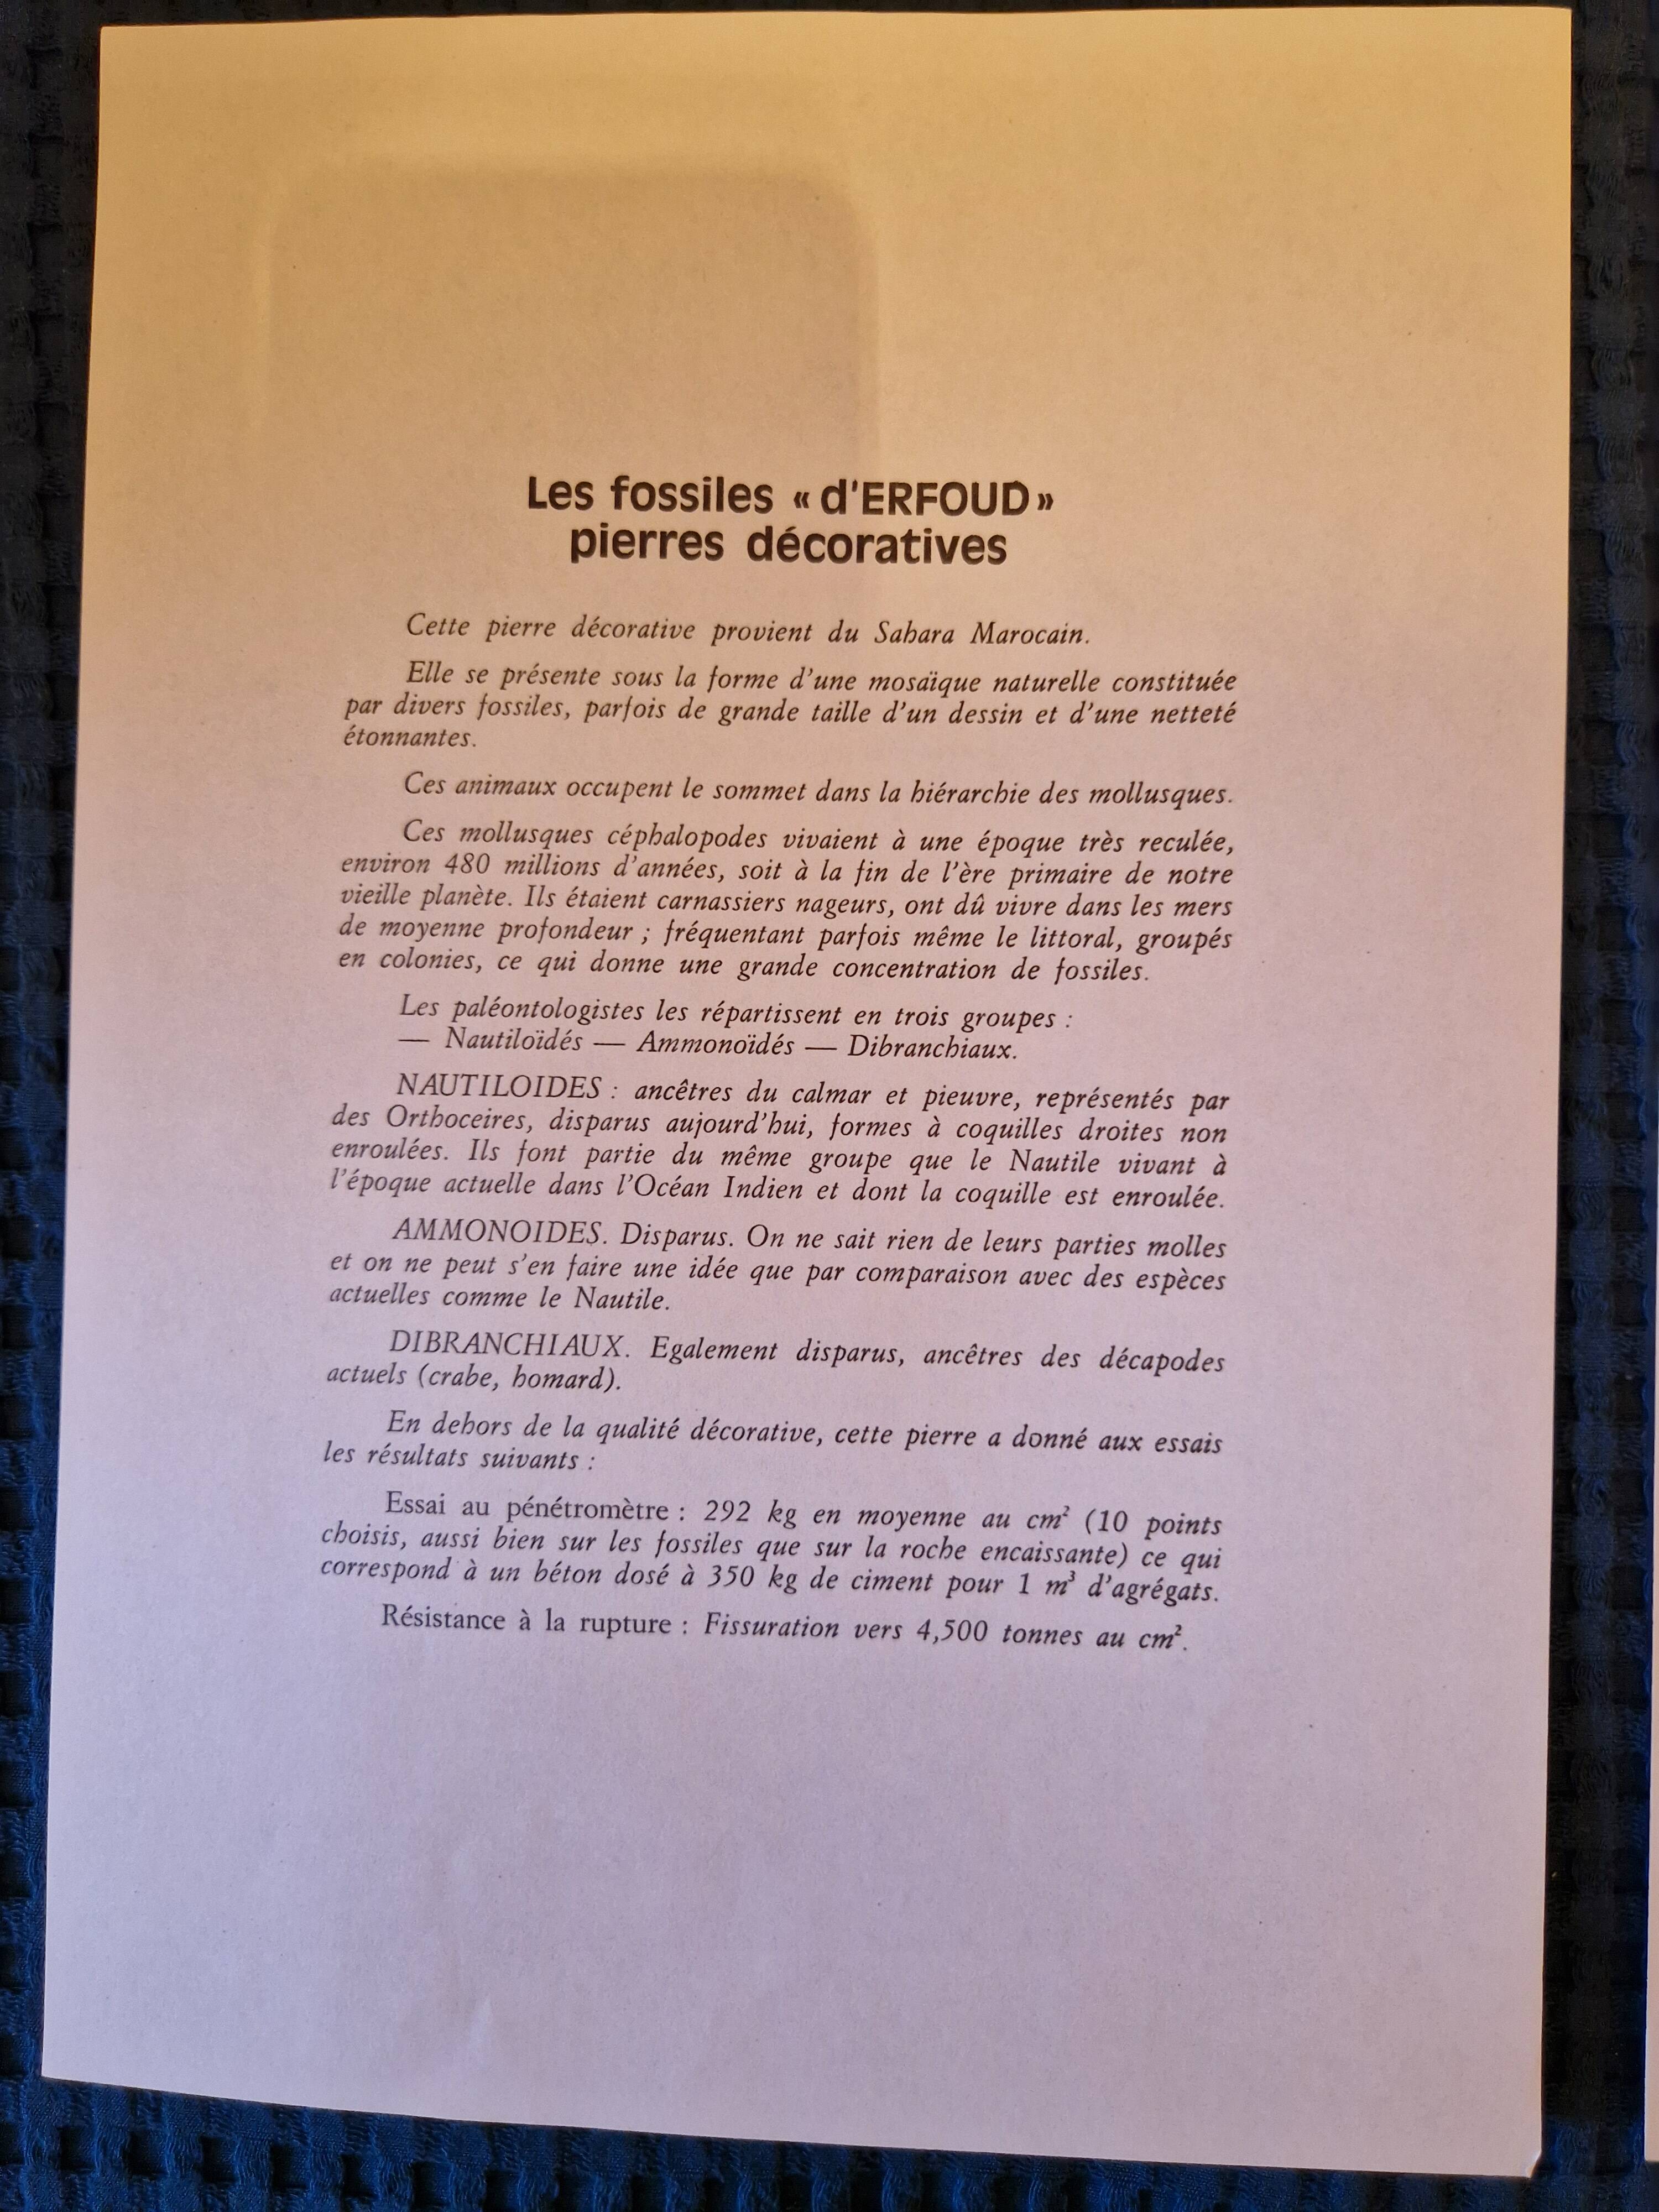 Les fossiles « d'ERFOUD »
pierres décoratives
Cette pierre décorative provient du Sahara Marocain.
Elle se présente sous la forme d'une mosaïque naturelle constituée
par divers fossiles, parfois de grande taille d'un dessin et d'une netteté
étonnantes.
Ces animaux occupent le sommet dans la hiérarchie des mollusques.
Ces mollusques céphalopodes vivaient à une époque très reculée,
environ 480 millions d'années, soit à la fin de l'ère primaire de notre
vieille planète. Ils étaient carnassiers nageurs, ont dû vivre dans les mers
de moyenne profondeur ; fréquentant parfois même le littoral, groupés
en colonies, ce qui donne une grande concentration de fossiles.
Les paléontologistes les répartissent en trois groupes :
— Nautiloïdés — Ammonoïdés — Dibranchiaux.
NAUTILOIDES : ancêtres du calmar et pieuvre, représentés par
des Orthoceires, disparus aujourd'hui, formes à coquilles droites non
enroulées. Ils font partie du même groupe que le Nautile vivant à
l'époque actuelle dans l'Océan Indien et dont la coquille est enroulée.
AMMONOIDES. Disparus. On ne sait rien de leurs parties molles
et on ne peut s'en faire une idée que par comparaison avec des espèces
actuelles comme le Nautile.
DIBRANCHIAUX. Egalement disparus, ancêtres des décapodes
actuels (crabe, homard).
En dehors de la qualité décorative, cette pierre a donné aux essais
les résultats suivants :
Essai au pénétromètre : 292 kg en moyenne au cm² (10 points
choisis, aussi bien sur les fossiles que sur la roche encaissante) ce qui
correspond à un béton dosé à 350 kg de ciment pour 1 m³ d'agrégats.
Résistance à la rupture : Fissuration vers 4,500 tonnes au cm².